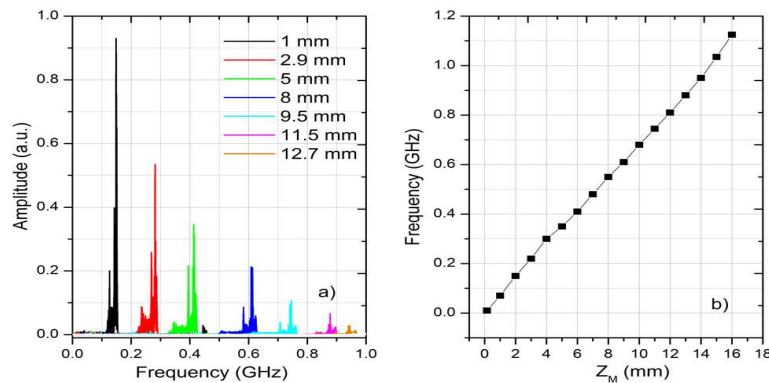 1.0
0.8
0.6
0.4
0.2
0.0
Amplitude (a.u.)
1 mm
2.9 mm
5 mm
8 mm
9.5 mm
11.5 mm
12.7 mm
a)
0.0 0.2 0.4 0.6 0.8 1.0
Frequency (GHz)
1.2
1.0
0.8
0.6
0.4
0.2
0.0
Frequency (GHz)
b)
0 2 4 6 8 10 12 14 16 18
Z_M (mm)